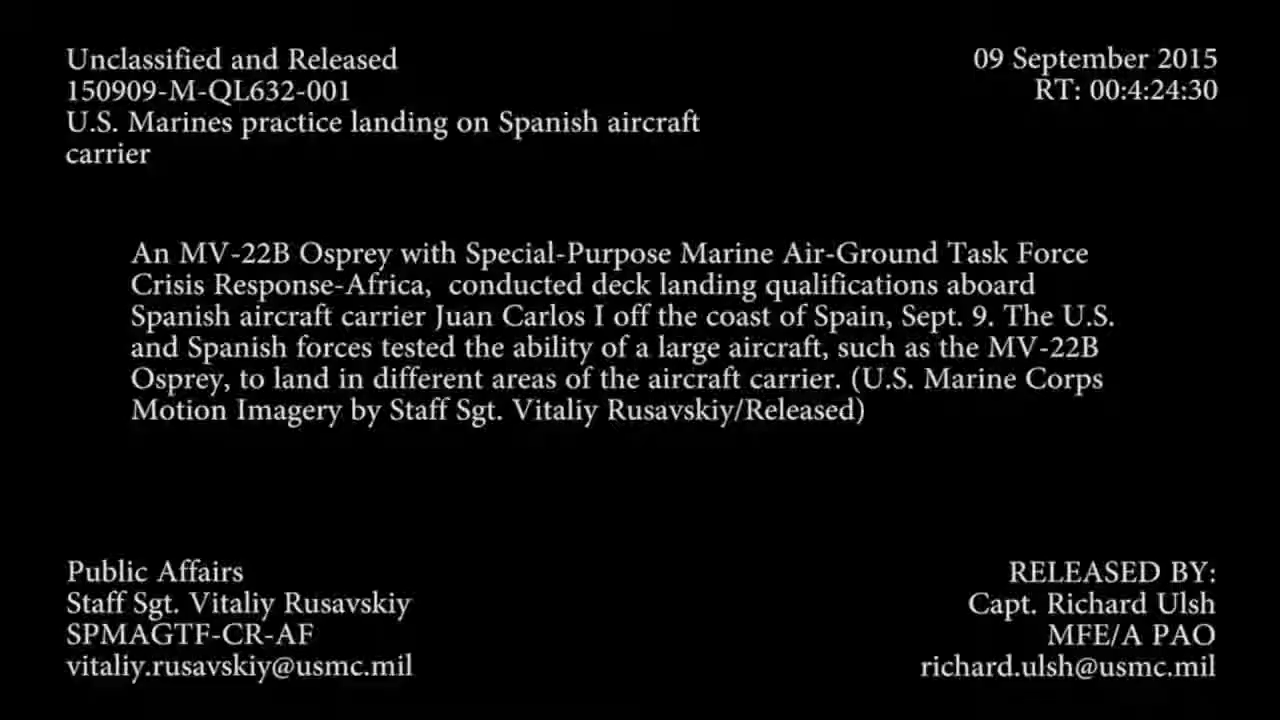 Unclassified and Released
150909-M-QL632-001
U.S. Marines practice landing on Spanish aircraft
carrier
09 September 2015
RT: 00:4:24:30
An MV-22B Osprey with Special-Purpose Marine Air-Ground Task Force
Crisis Response-Africa,  conducted deck landing qualifications aboard
Spanish aircraft carrier Juan Carlos I off the coast of Spain, Sept. 9. The U.S.
and Spanish forces tested the ability of a large aircraft, such as the MV-22B
Osprey, to land in different areas of the aircraft carrier. (U.S. Marine Corps
Motion Imagery by Staff Sgt. Vitaliy Rusavskiy/Released)
Public Affairs
Staff Sgt. Vitaliy Rusavskiy
SPMAGTF-CR-AF
vitaliy.rusavskiy@usmc.mil
RELEASED BY:
Capt. Richard Ulsh
MFE/A PAO
richard.ulsh@usmc.mil